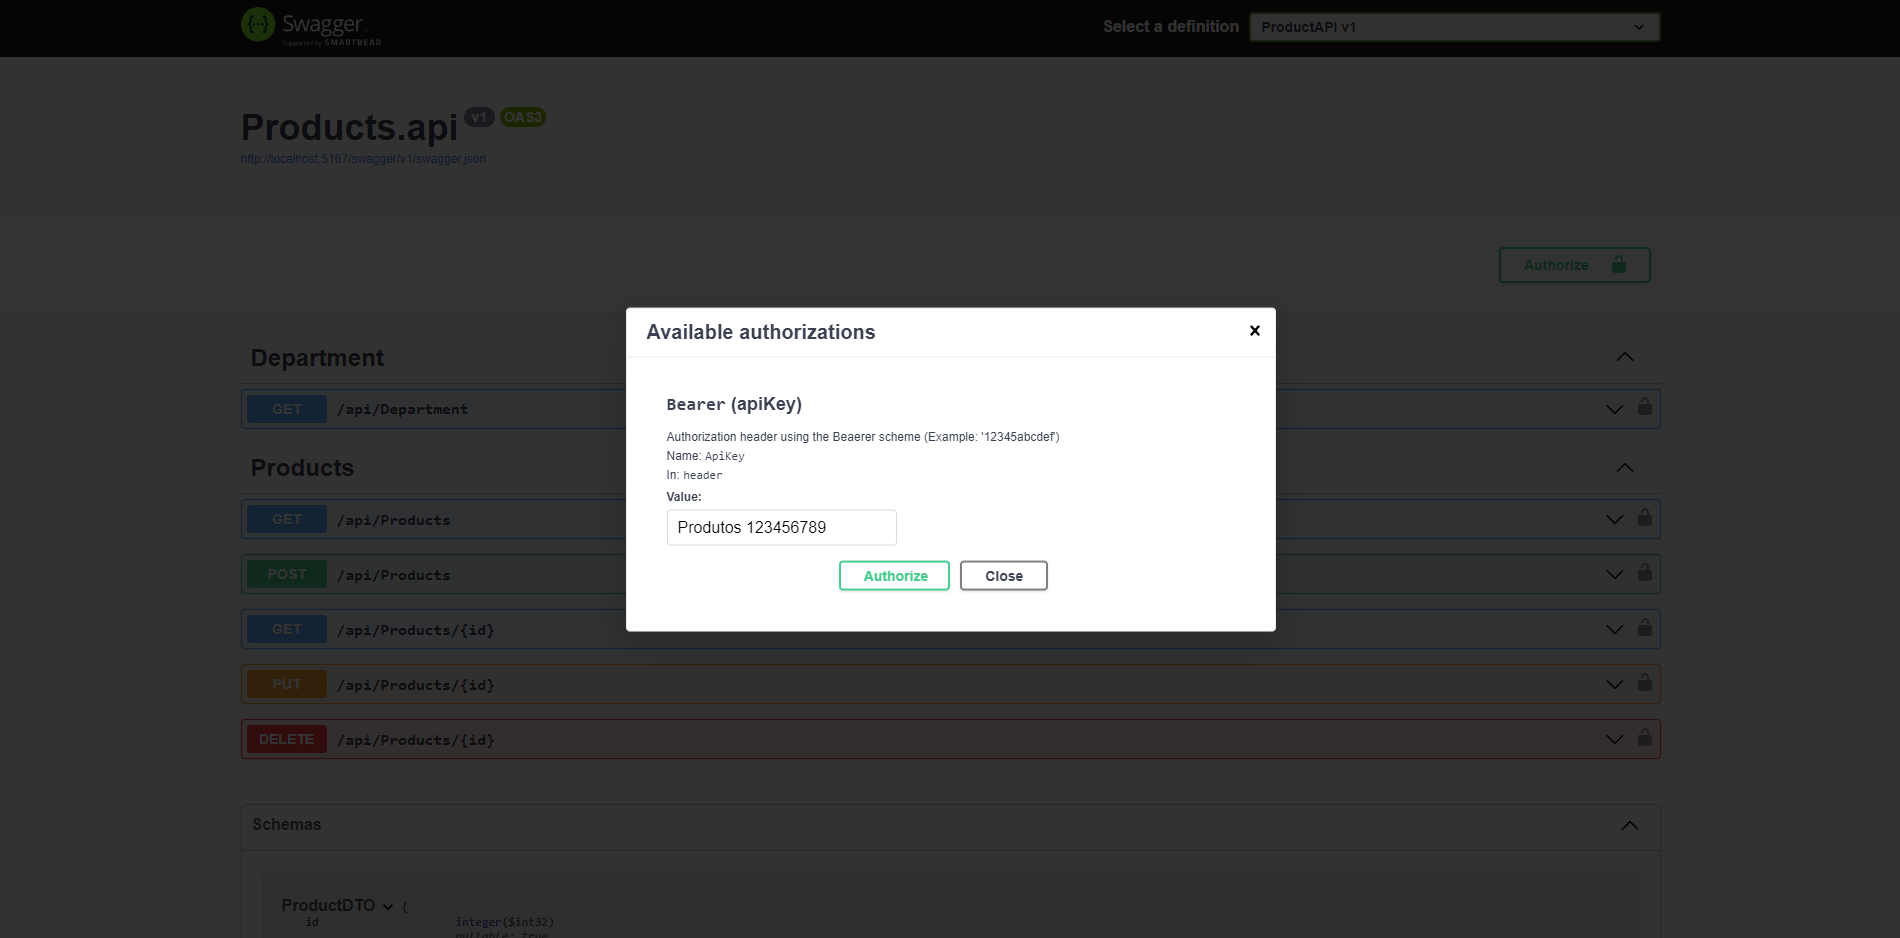 Swagger.
Supported by SMARTBEAR
Select a definition
ProductAPI v1
Products.api
v1
OAS3
http://localhost:5167/swagger/v1/swagger.json
Authorize
Available authorizations
Bearer (apiKey)
Authorization header using the Beaerer scheme (Example: '12345abcdef')
Name: ApiKey
In: header
Value:
Produtos 123456789
Authorize
Close
Department
GET /api/Department
Products
GET /api/Products
POST /api/Products
GET /api/Products/{id}
PUT /api/Products/{id}
DELETE /api/Products/{id}
Schemas
ProductDTO {
id integer($int32)
nullable: true